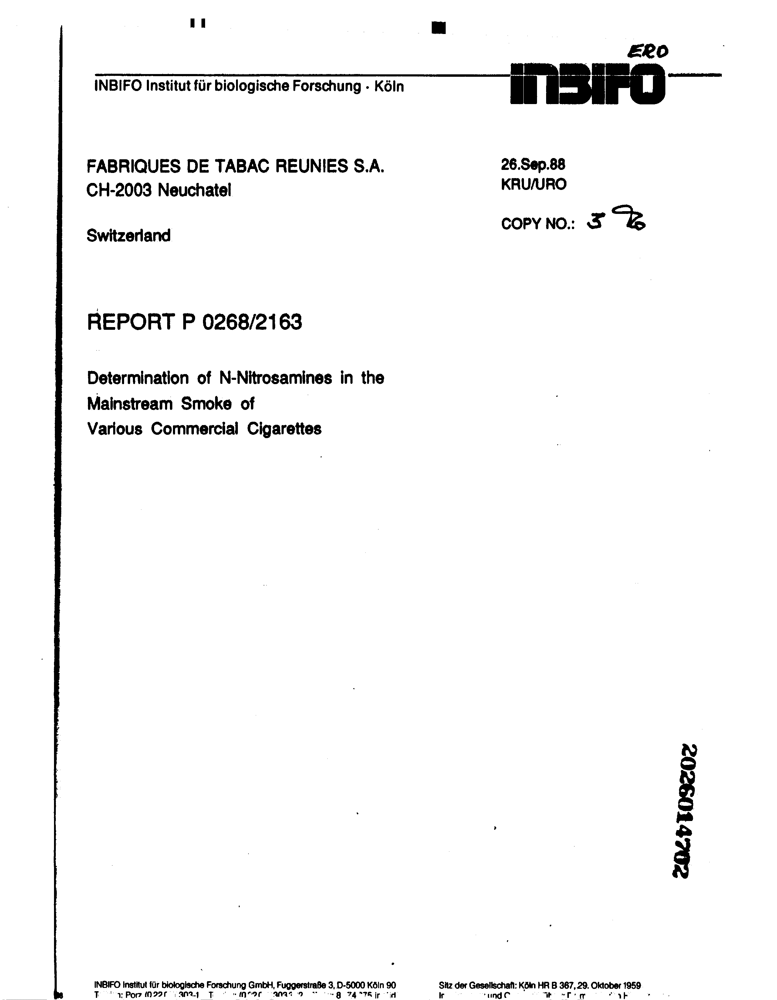 ERO
INBIFO Institut für biologische Forschung · Köln
INBIFO
FABRIQUES DE TABAC REUNIES S.A.
CH-2003 Neuchatel
Switzerland
26.Sep.88
KRU/URO
COPY NO.: 3
REPORT P 0268/2163
Determination of N-Nitrosamines in the
Mainstream Smoke of
Various Commercial Cigarettes
2026014702
INBIFO Institut für biologische Forschung GmbH, Fuggerstraße 3, D-5000 Köln 90
Sitz der Gesellschaft: Köln HR B 367, 29. Oktober 1959